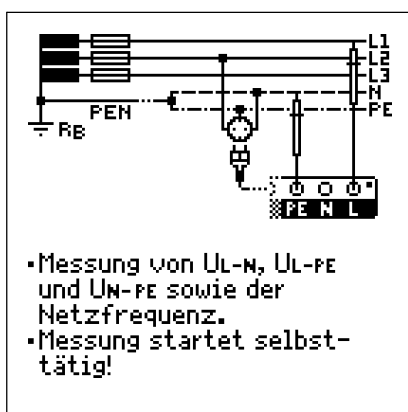 L1
L2
L3
N
PEN
PE
RB
PE N L
▪Messung von UL-N, UL-PE
und UN-PE sowie der
Netzfrequenz.
▪Messung startet selbst-
tätig!